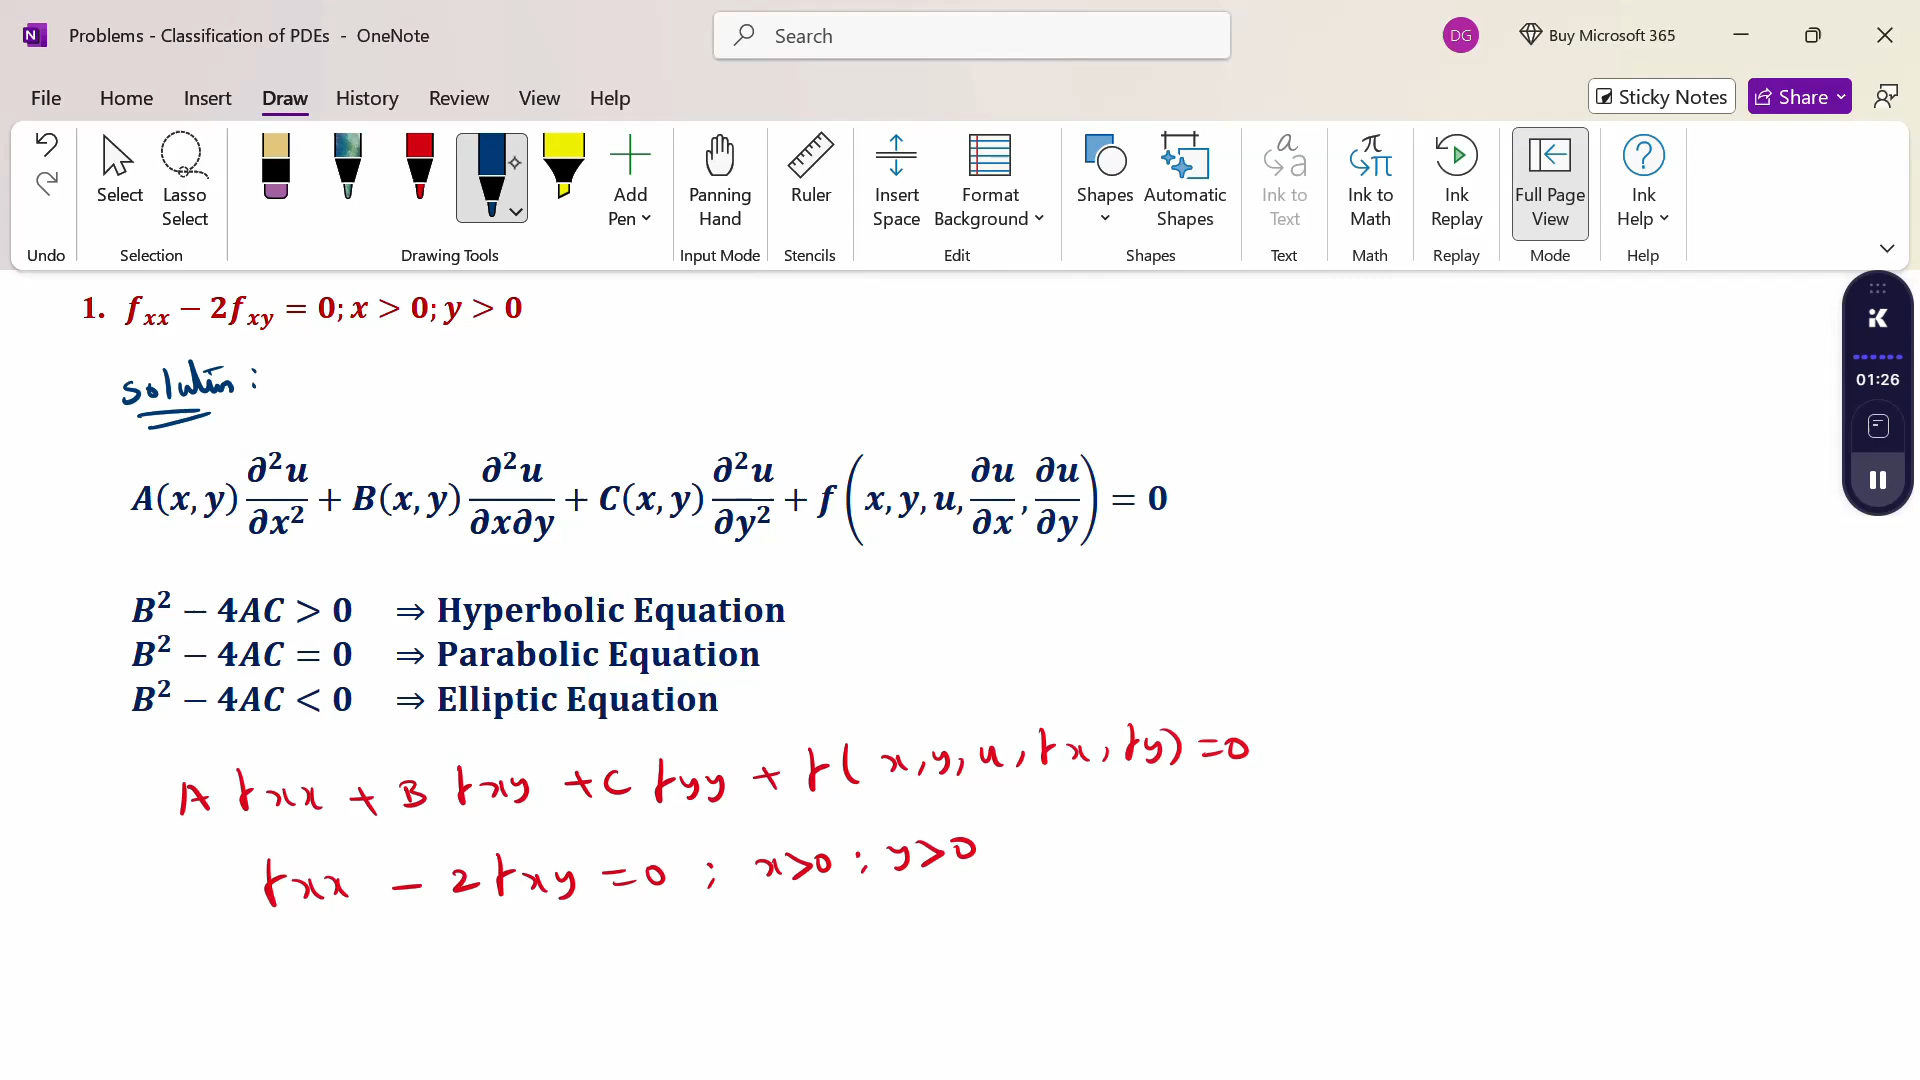 Problems - Classification of PDEs - OneNote
Search
DG
Buy Microsoft 365
File Home Insert Draw History Review View Help
Sticky Notes
Share
Select
Lasso Select
Add Pen
Panning Hand
Ruler
Insert Space
Format Background
Shapes
Automatic Shapes
Ink to Text
Ink to Math
Ink Replay
Full Page View
Ink Help
Undo Selection Drawing Tools Input Mode Stencils Edit Shapes Text Math Replay Mode Help
01:26
1. f_xx − 2f_xy = 0; x > 0; y > 0
solution :
A(x, y) ∂²u/∂x² + B(x, y) ∂²u/∂x∂y + C(x, y) ∂²u/∂y² + f(x, y, u, ∂u/∂x, ∂u/∂y) = 0
B² − 4AC > 0 ⇒ Hyperbolic Equation
B² − 4AC = 0 ⇒ Parabolic Equation
B² − 4AC < 0 ⇒ Elliptic Equation
A fxx + B fxy + C fyy + f(x, y, u, fx, fy) = 0
fxx − 2 fxy = 0 ; x>0 ; y>0